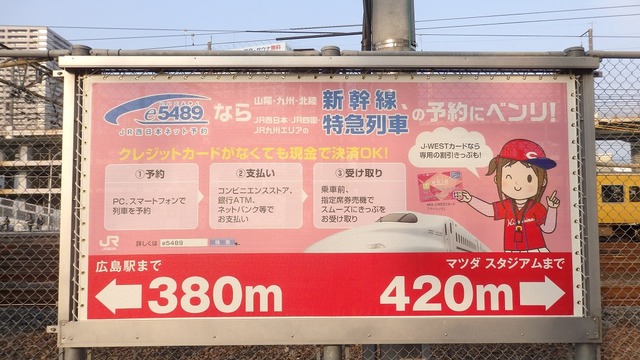 e5489
JR西日本ネット予約
なら
山陽・九州・北陸
JR西日本・JR四国・
JR九州エリアの
新幹線、
特急列車
の予約にベンリ!
クレジットカードがなくても現金で決済OK!
①予約
PC、スマートフォンで
列車を予約
②支払い
コンビニエンスストア、
銀行ATM、
ネットバンク等で
お支払い
③受け取り
乗車前、
指定席券売機で
スムーズにきっぷを
お受け取り
J-WESTカードなら
専用の割引きっぷも!
JR
詳しくは e5489 検索
広島駅まで
380m
マツダ スタジアムまで
420m